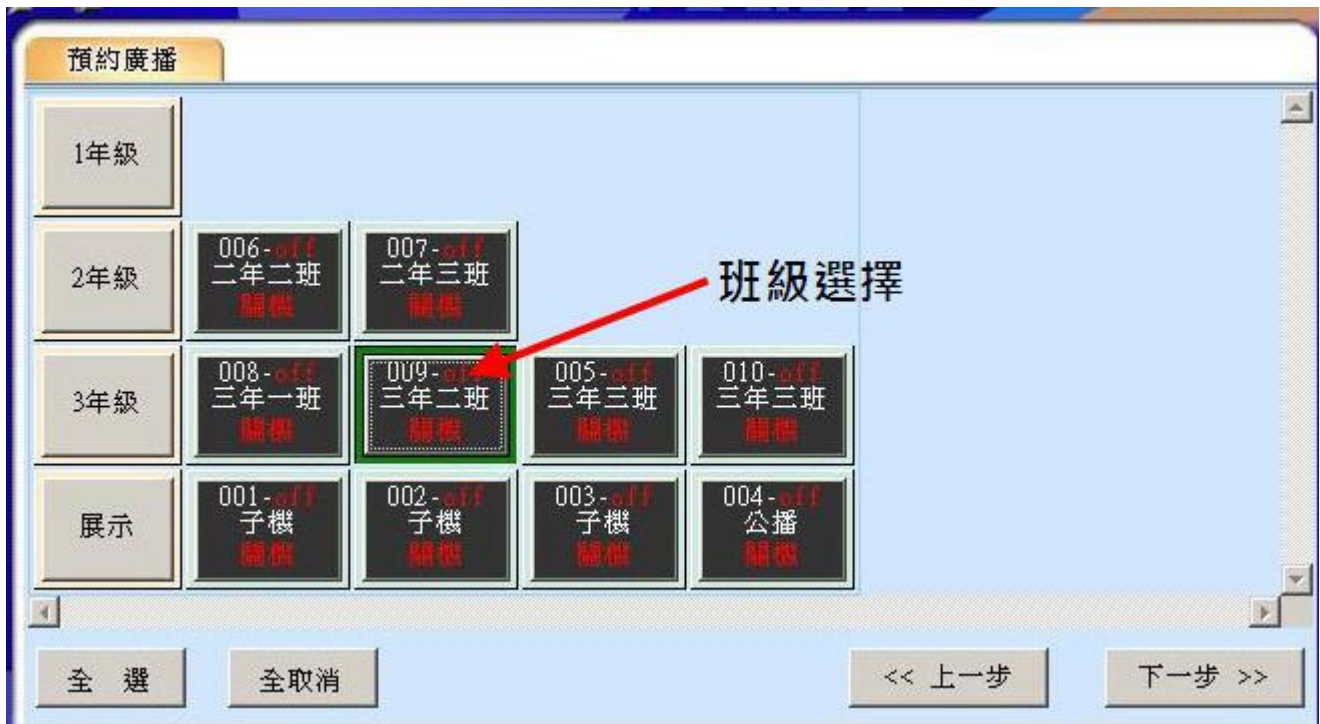 預約廣播
1年級
2年級
006-off
二年二班
關機
007-off
二年三班
關機
班級選擇
3年級
008-off
三年一班
關機
009-off
三年二班
關機
005-off
三年三班
關機
010-off
三年三班
關機
展示
001-off
子機
關機
002-off
子機
關機
003-off
子機
關機
004-off
公播
關機
全 選
全取消
<< 上一步
下一步 >>